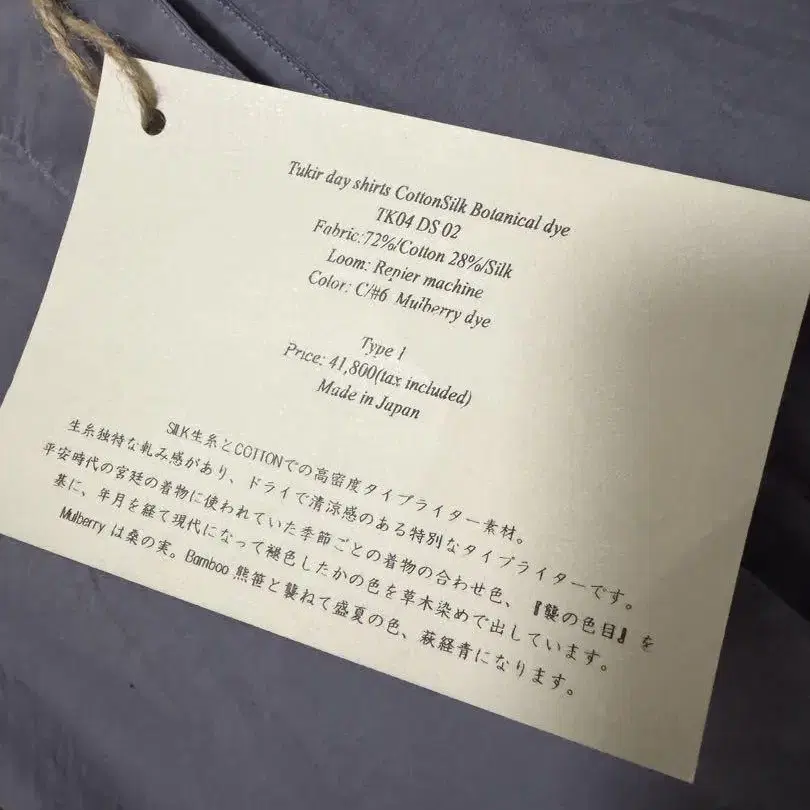 Tukir day shirts CottonSilk Botanical dye
TK04 DS 02
Fabric:72%/Cotton 28%/Silk
Loom: Repier machine
Color: C/#6 Mulberry dye
Type 1
Price: 41,800(tax included)
Made in Japan
SILK生糸とCOTTONでの高密度タイプライター素材。
生糸独特な軋み感があり、ドライで清涼感のある特別なタイプライターです。
平安時代の宮廷の着物に使われていた季節ごとの着物の合わせ色、『襲の色目』を
基に、年月を経て現代になって褪色したかの色を草木染めで出しています。
Mulberry は桑の実。Bamboo 熊笹と襲ねて盛夏の色、萩経青になります。